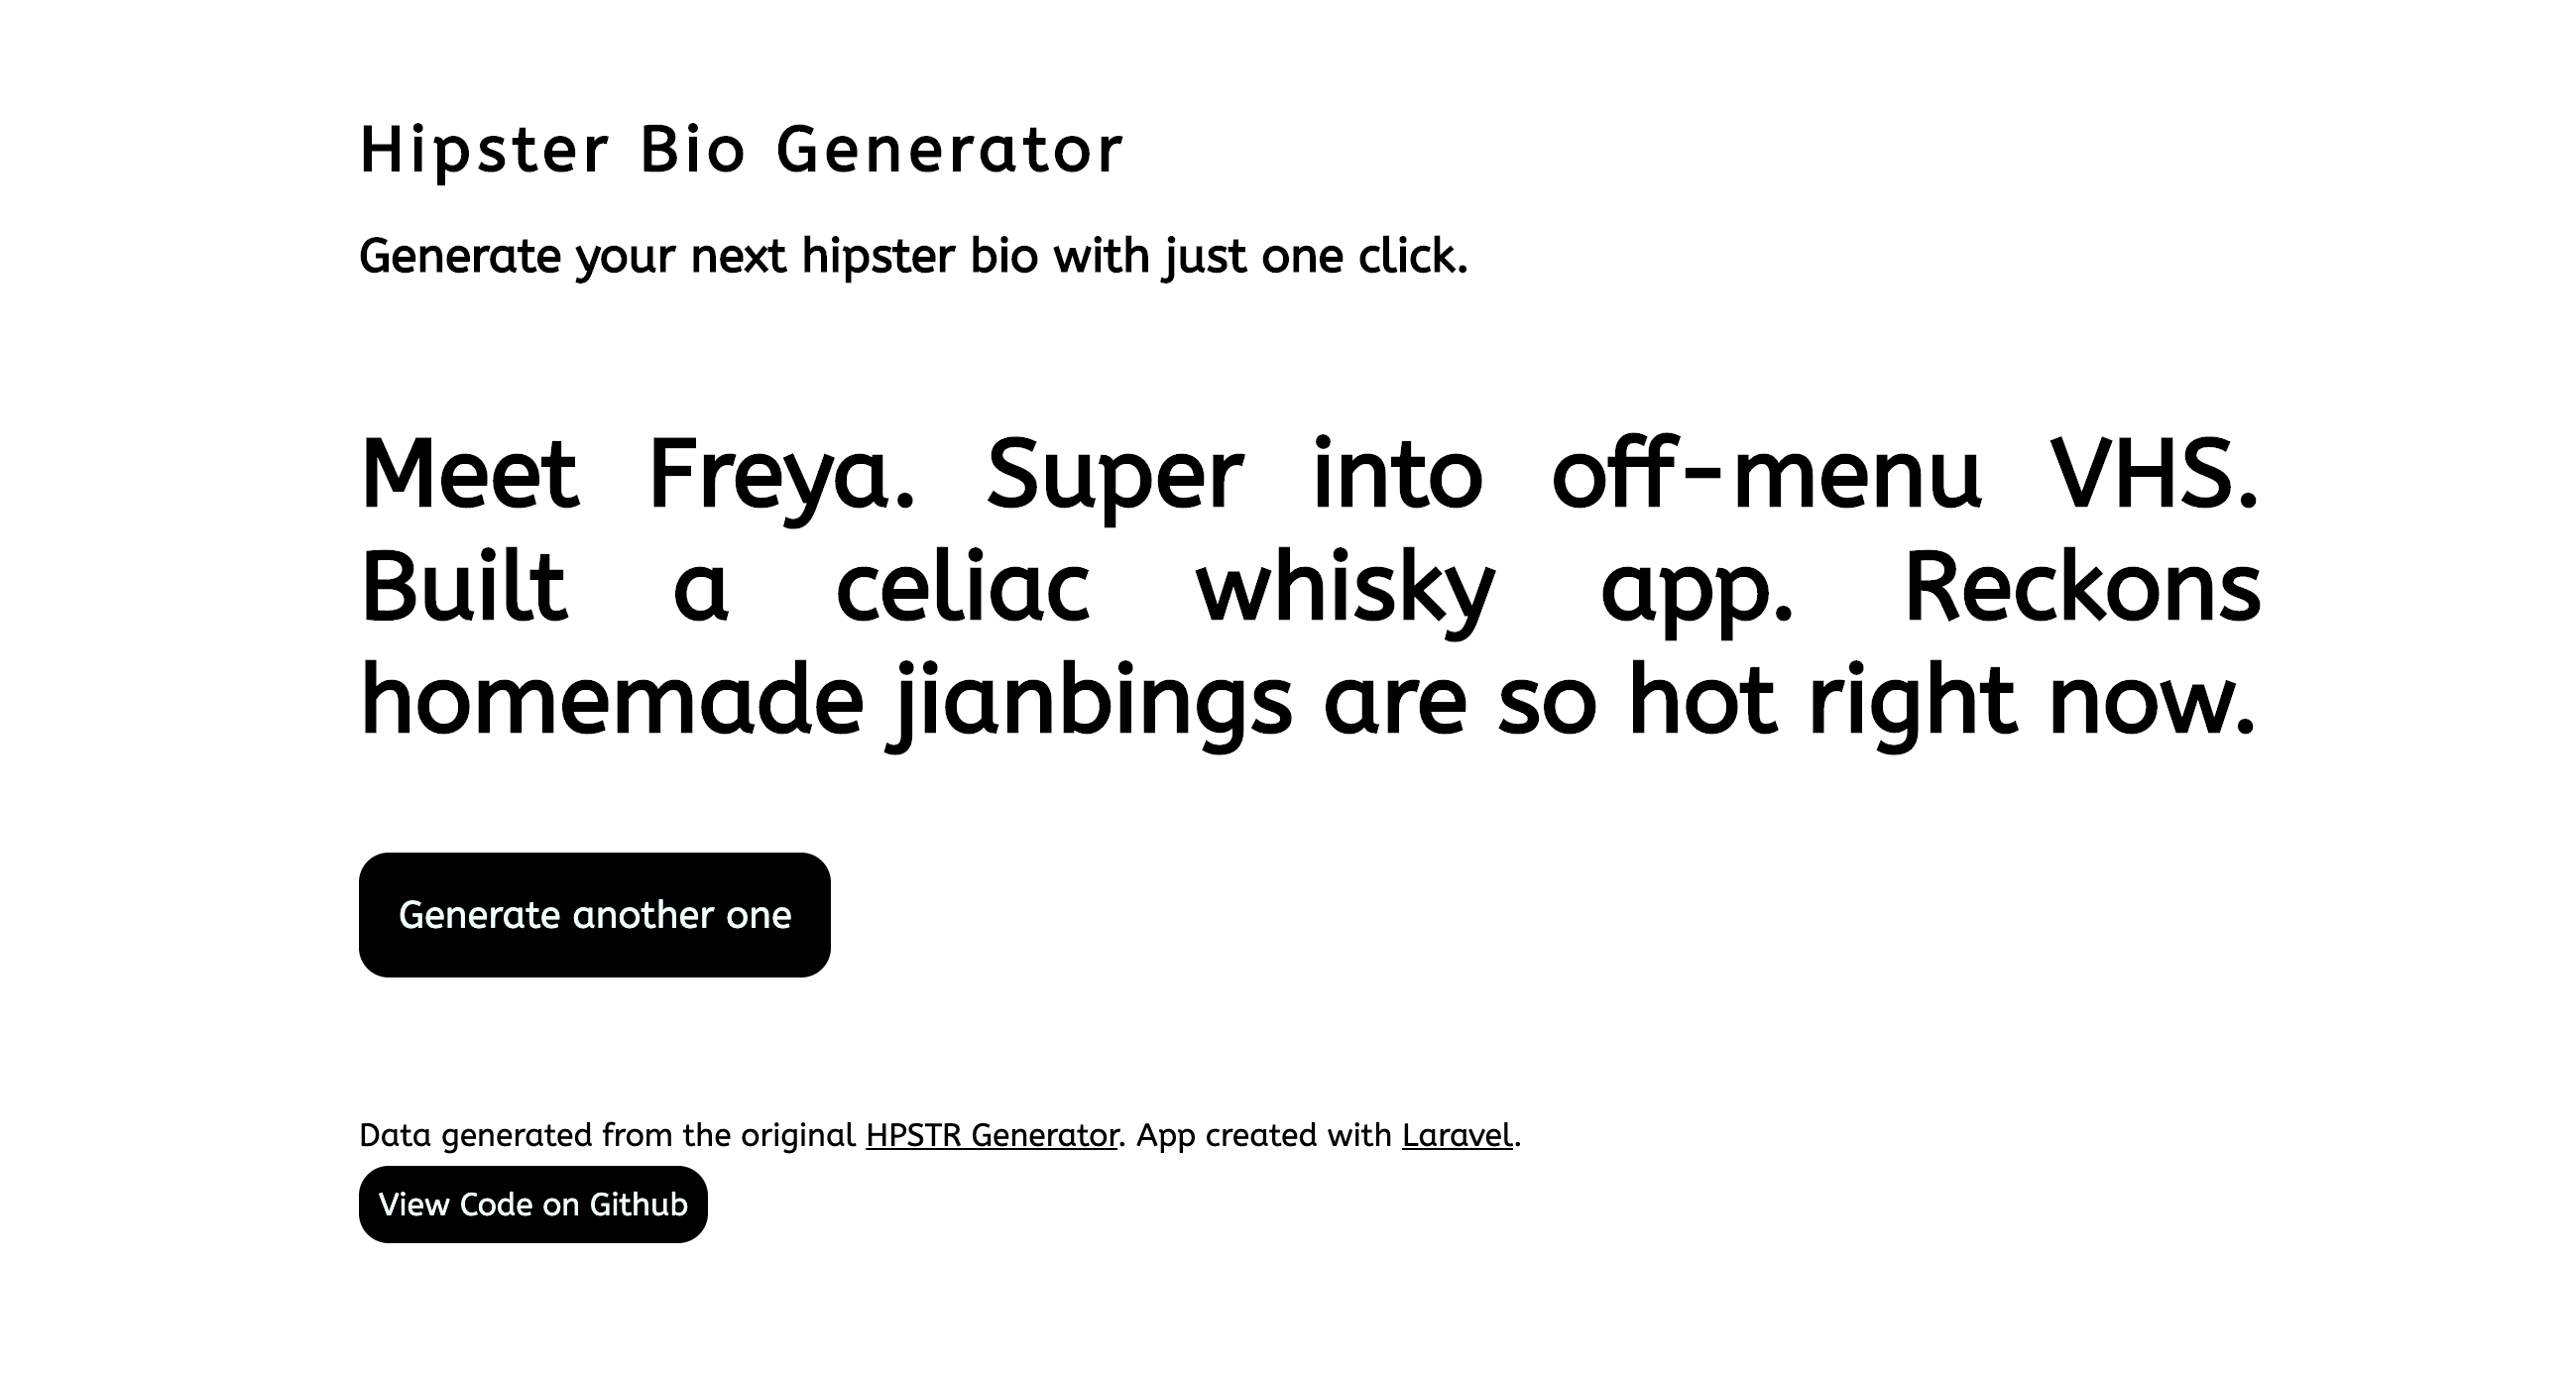 Hipster Bio Generator
Generate your next hipster bio with just one click.
Meet Freya. Super into off-menu VHS.
Built a celiac whisky app. Reckons
homemade jianbings are so hot right now.
Generate another one
Data generated from the original HPSTR Generator. App created with Laravel.
View Code on Github